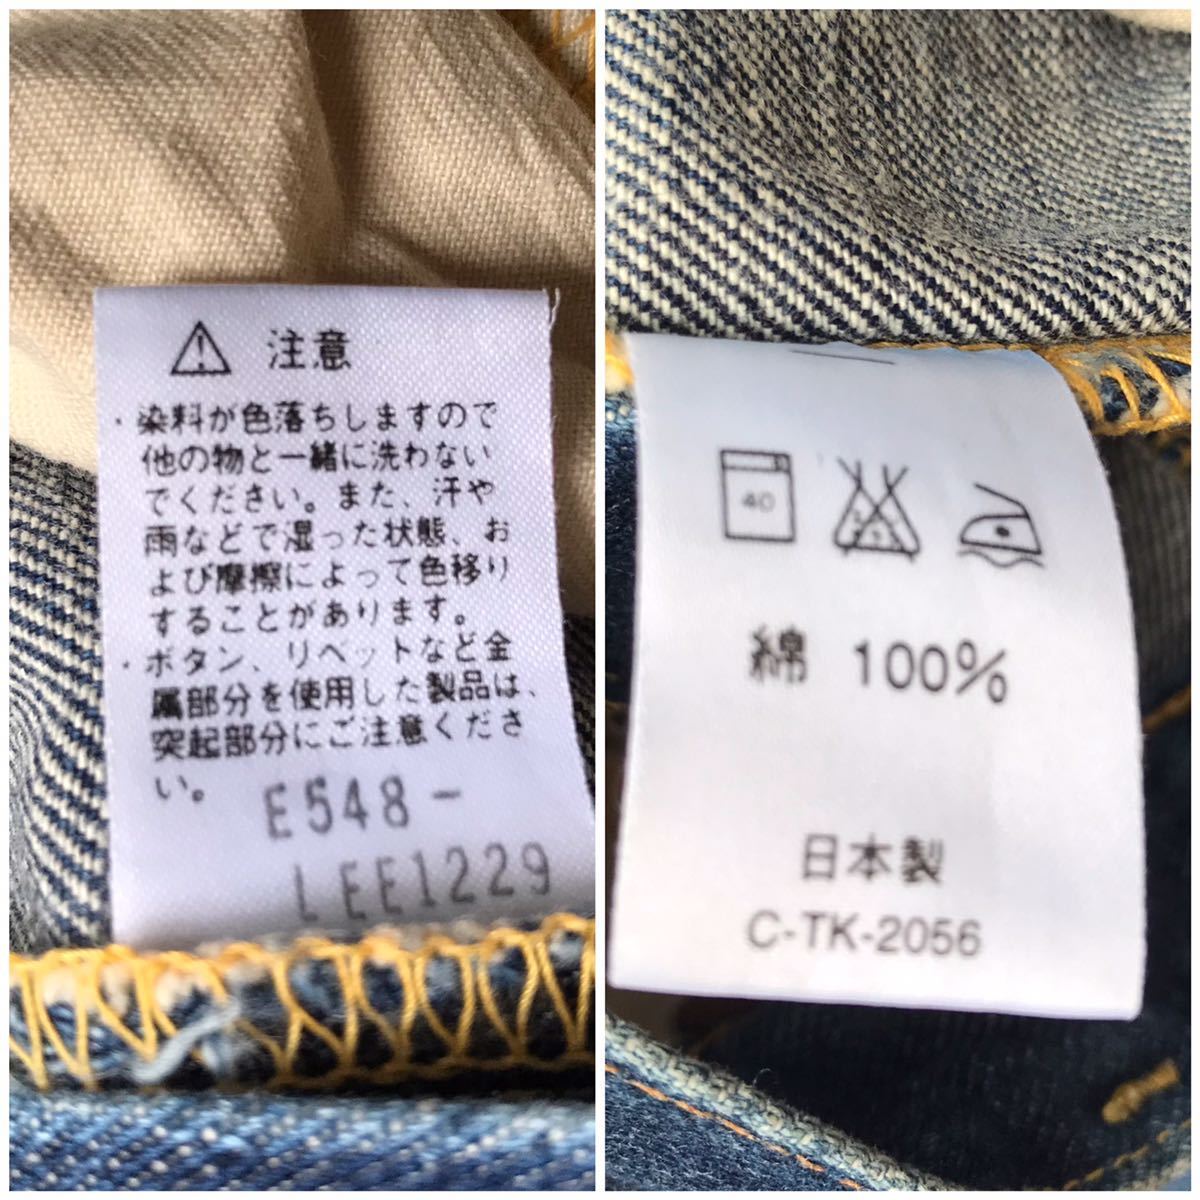 注意
・染料が色落ちしますので
他の物と一緒に洗わない
でください。また、汗や
雨などで湿った状態、お
よび摩擦によって色移り
することがあります。
・ボタン、リベットなど金
属部分を使用した製品は、
突起部分にご注意くださ
い。
E548-
LEE1229
40
綿 100%
日本製
C-TK-2056